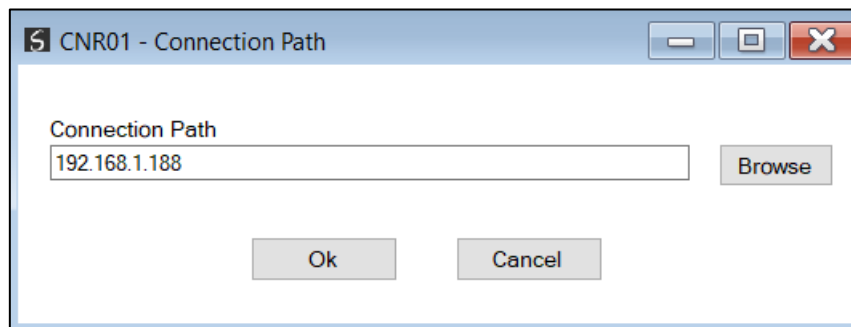 CNR01 - Connection Path
Connection Path
192.168.1.188
Browse
Ok
Cancel